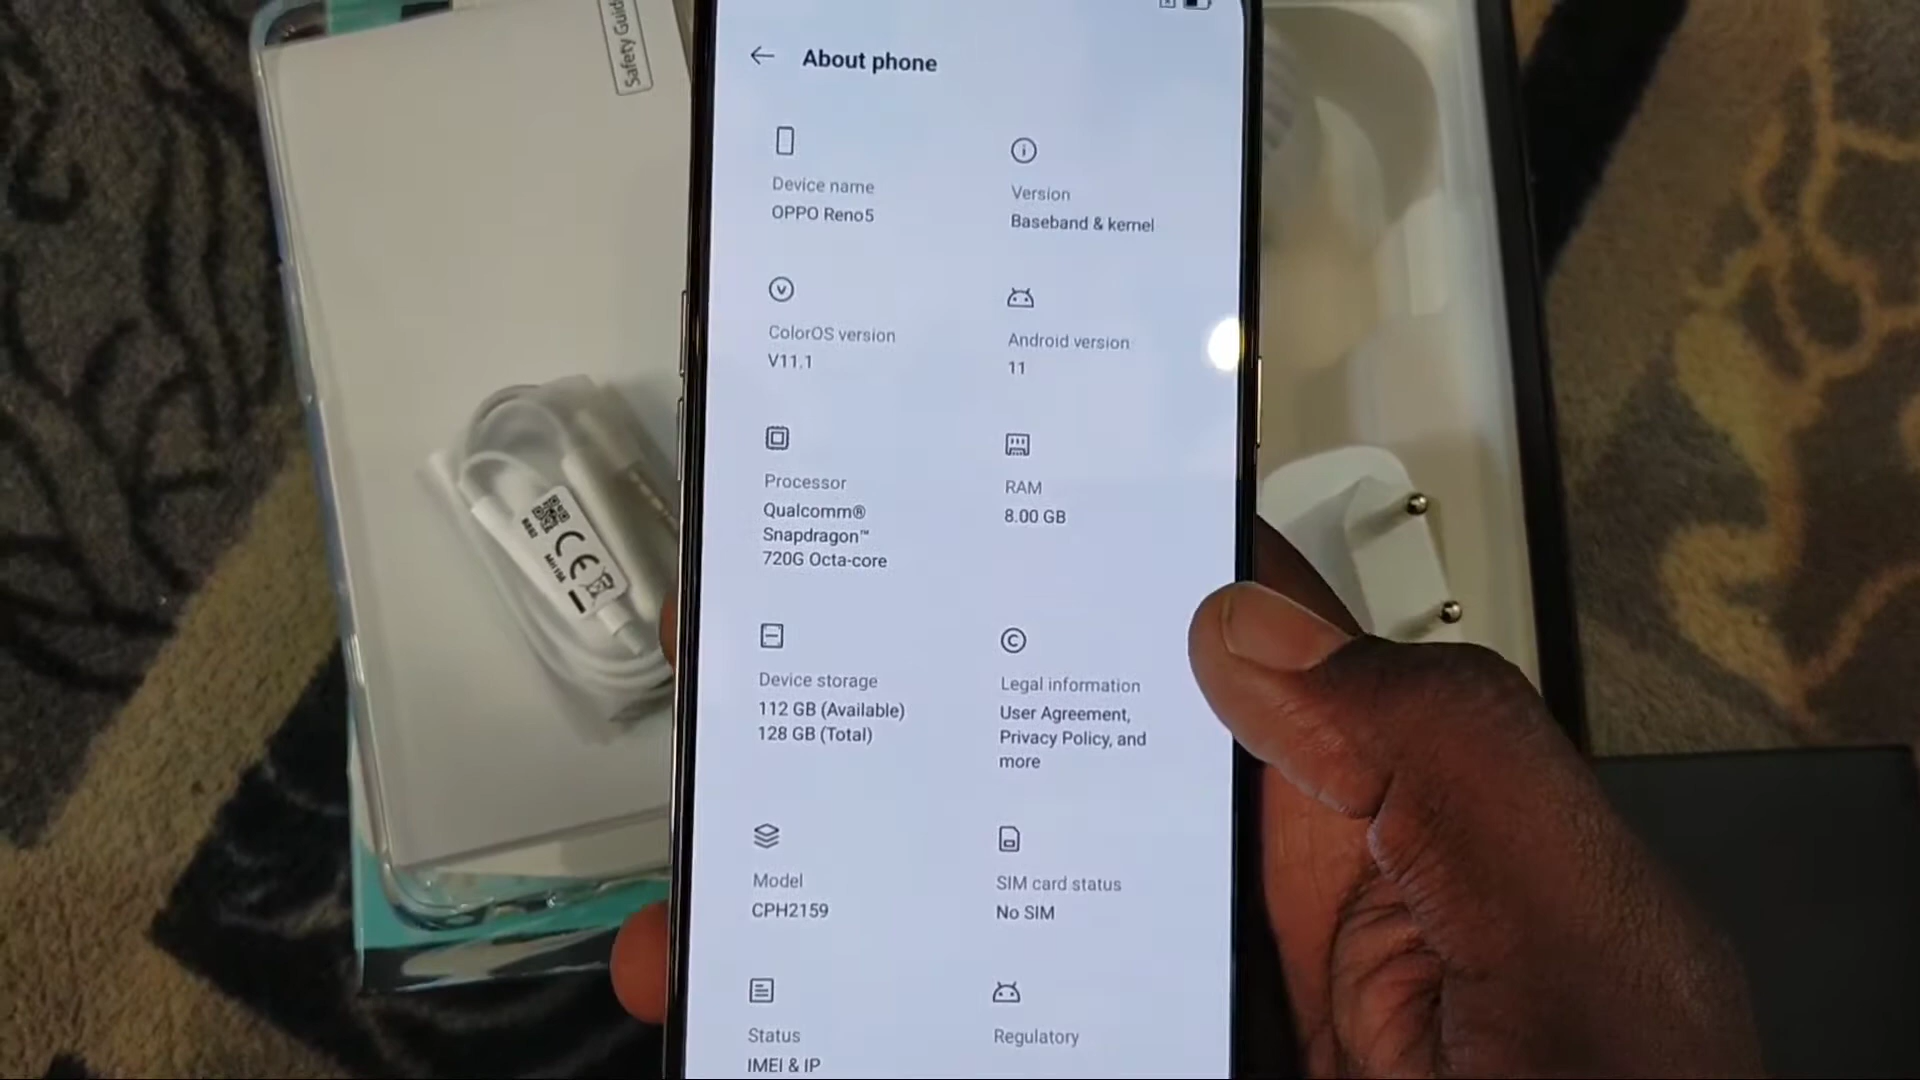 Safety Guid
About phone
Device name
OPPO Reno5
Version
Baseband & kernel
ColorOS version
V11.1
Android version
11
Processor
Qualcomm®
Snapdragon™
720G Octa-core
RAM
8.00 GB
Device storage
112 GB (Available)
128 GB (Total)
Legal information
User Agreement,
Privacy Policy, and
more
Model
CPH2159
SIM card status
No SIM
Status
IMEI & IP
Regulatory
CE